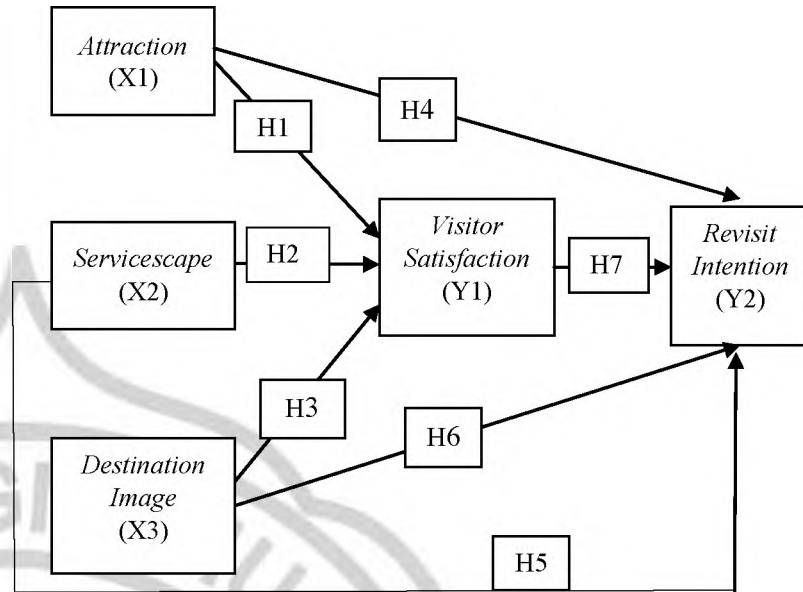 Attraction
(X1)
H1
H4
Servicescape
(X2)
H2
Visitor
Satisfaction
(Y1)
H7
Revisit
Intention
(Y2)
H3
H6
Destination
Image
(X3)
H5